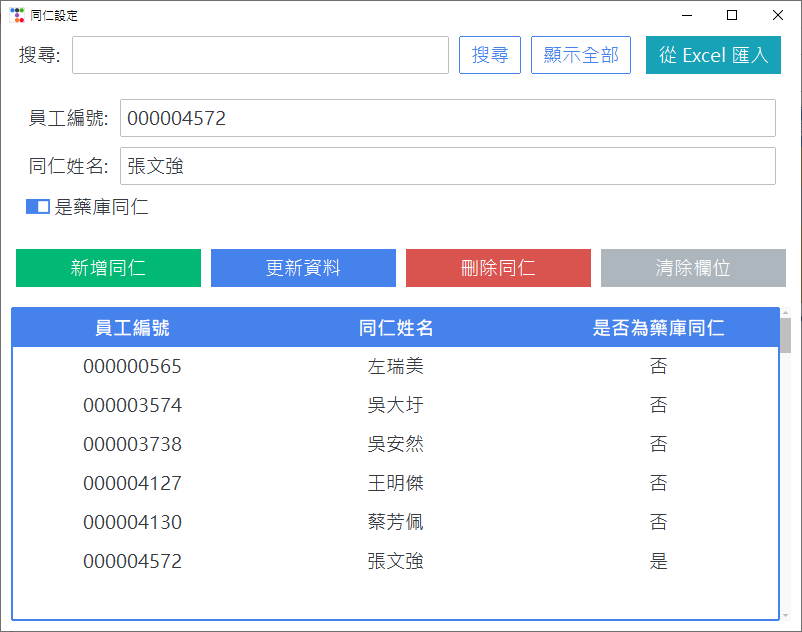 同仁設定
搜尋: 搜尋 顯示全部 從 Excel 匯入
員工編號: 000004572
同仁姓名: 張文強
是藥庫同仁
新增同仁 更新資料 刪除同仁 清除欄位
員工編號 同仁姓名 是否為藥庫同仁
000000565 左瑞美 否
000003574 吳大圩 否
000003738 吳安然 否
000004127 王明傑 否
000004130 蔡芳佩 否
000004572 張文強 是